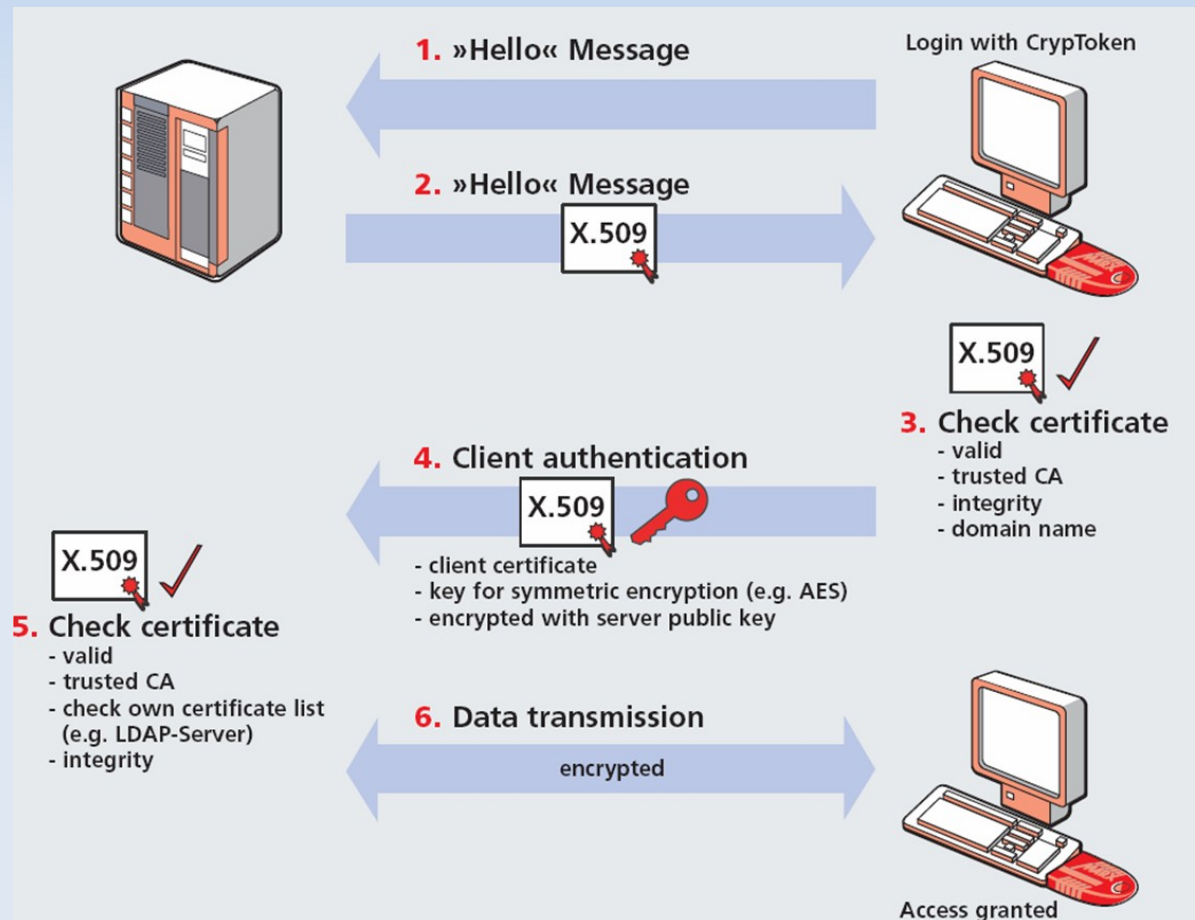 1. »Hello« Message
Login with CrypToken
2. »Hello« Message
X.509
X.509
3. Check certificate
- valid
- trusted CA
- integrity
- domain name
4. Client authentication
X.509
- client certificate
- key for symmetric encryption (e.g. AES)
- encrypted with server public key
X.509
5. Check certificate
- valid
- trusted CA
- check own certificate list
(e.g. LDAP-Server)
- integrity
6. Data transmission
encrypted
Access granted